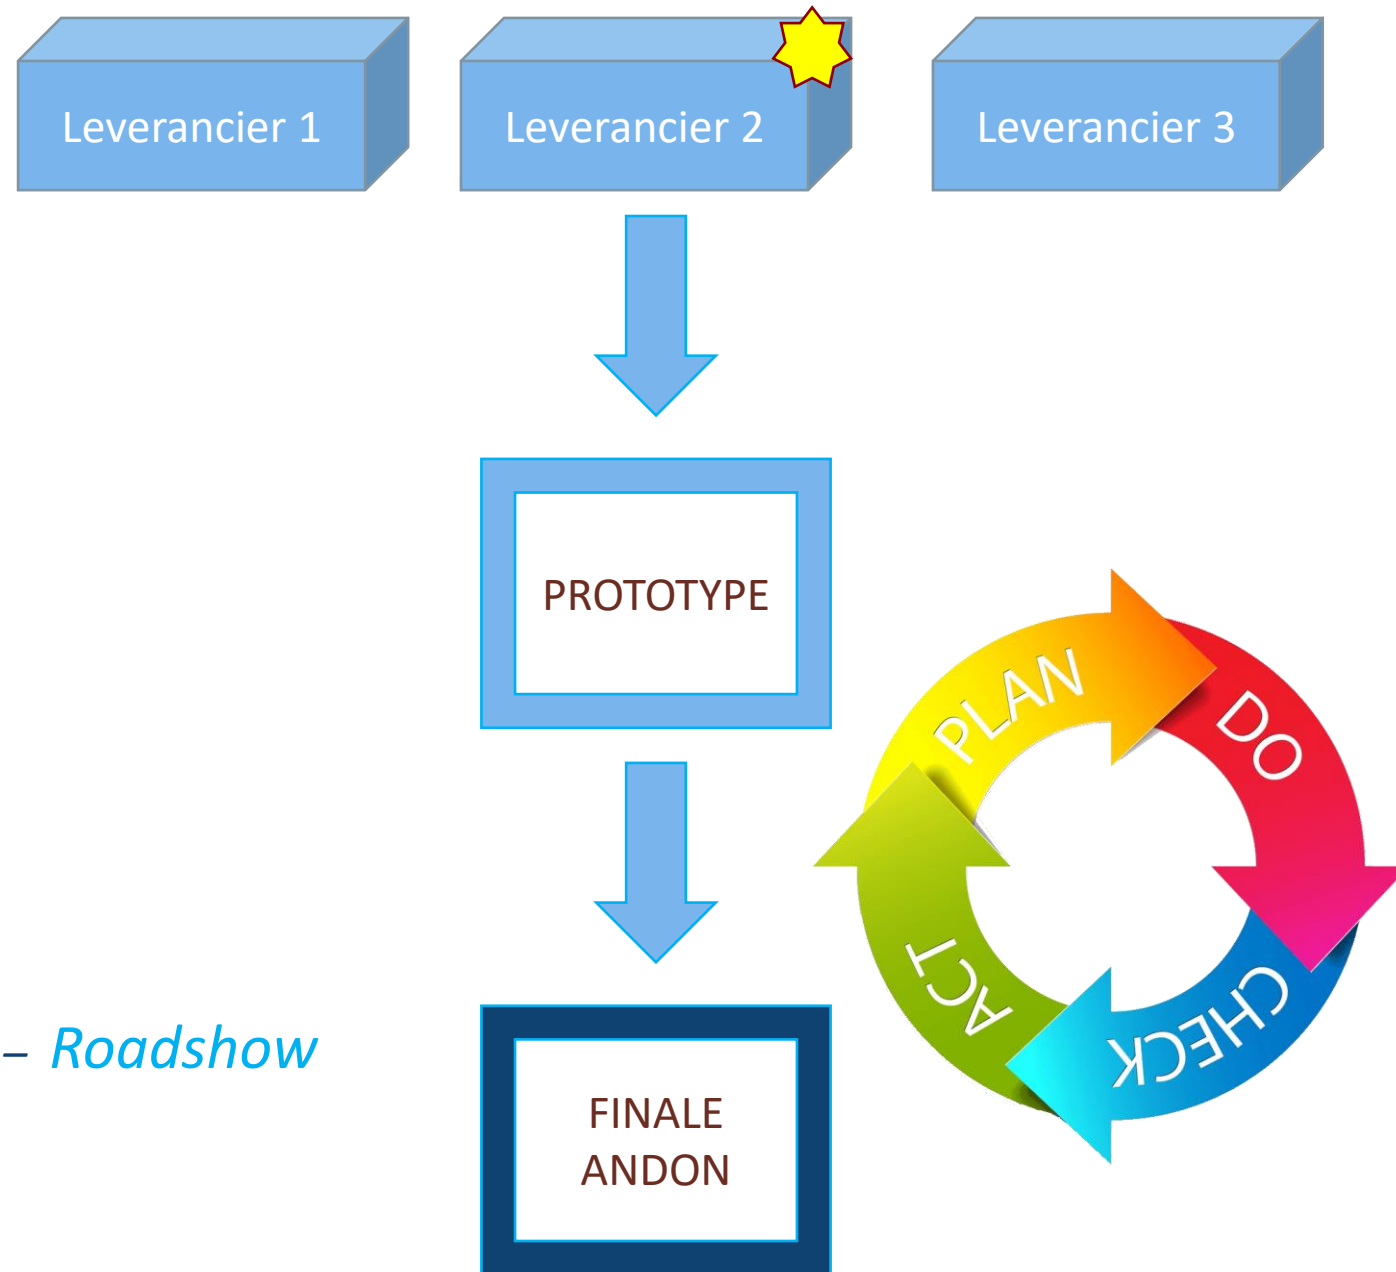 Leverancier 1
Leverancier 2
Leverancier 3
PROTOTYPE
PLAN
DO
CHECK
ACT
– Roadshow
FINALE
ANDON